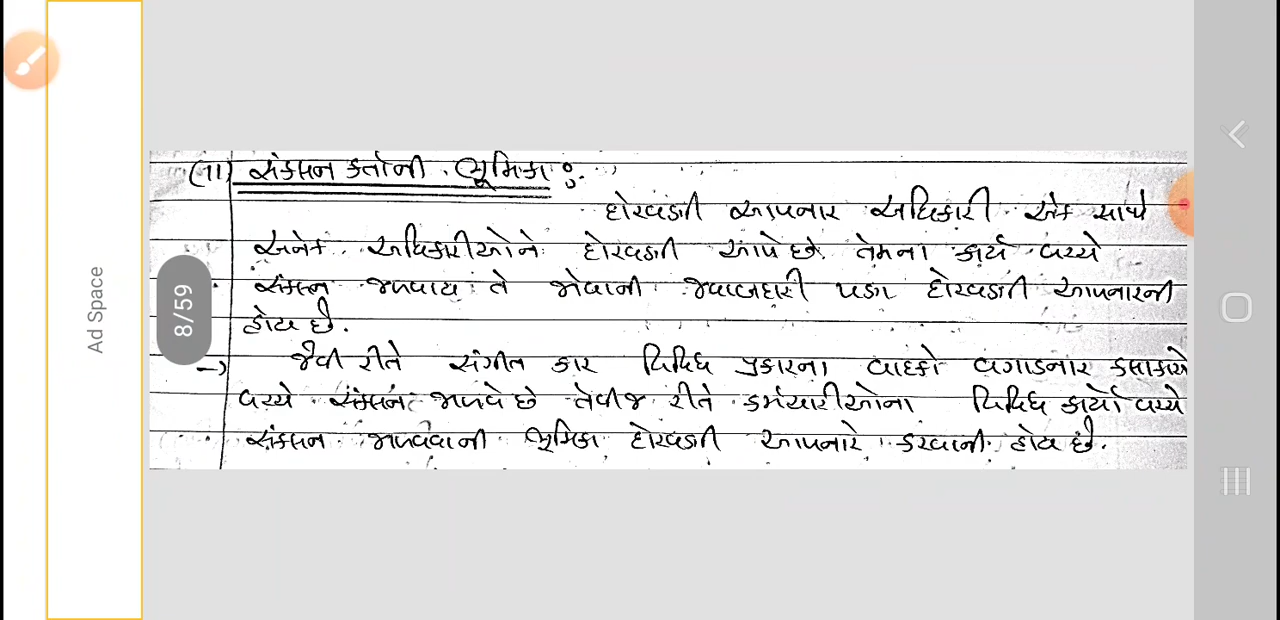 Ad Space
8/59
(11) સંકલન કર્તાની ભૂમિકા :
દોરવણી આપનાર અધિકારી એક સાથે
અનેક અધિકારીઓને દોરવણી આપે છે. તેમના કાર્ય વચ્ચે
સંકલન જળવાય તે જોવાની જવાબદારી પણ દોરવણી આપનારની
હોય છે.
→ જેવી રીતે સંગીત કાર વિવિધ પ્રકારના વાદકો વગાડનાર કલાકારો
વચ્ચે સંકલન જાળવે છે તેવીજ રીતે કર્મચારીઓના વિવિધ કાર્યો વચ્ચે
સંકલન જાળવવાની ભૂમિકા દોરવણી આપનારે કરવાની હોય છે.